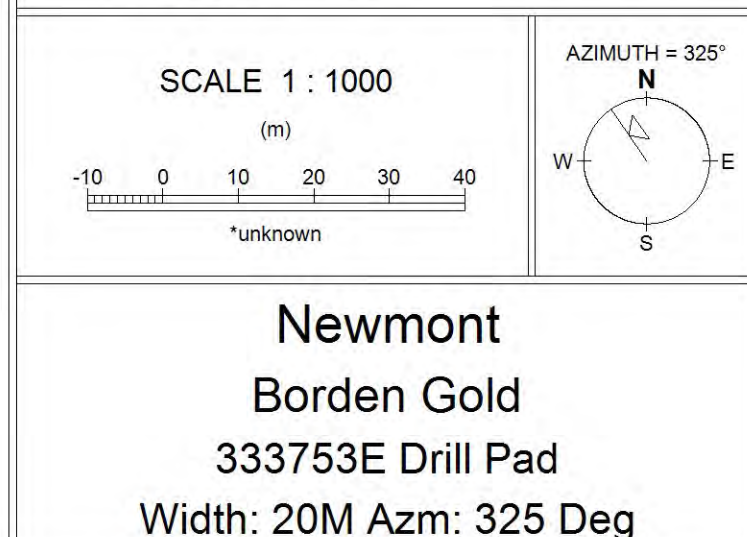 SCALE 1 : 1000
(m)
-10 0 10 20 30 40
*unknown
AZIMUTH = 325°
N
W E
S
Newmont
Borden Gold
333753E Drill Pad
Width: 20M Azm: 325 Deg